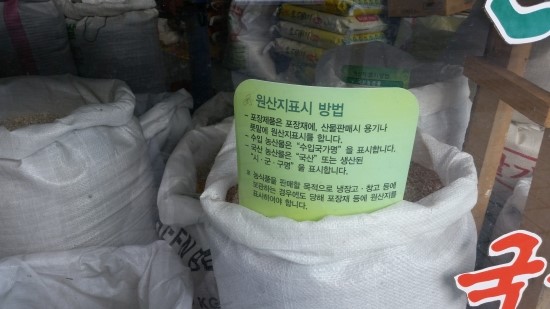 원산지표시 방법
- 포장제품은 포장재에, 산물판매시 용기나
푯말에 원산지표시를 합니다.
- 수입 농산물은 "수입국가명" 을 표시합니다.
- 국산 농산물은 "국산" 또는 생산된
"시 · 군 · 구명" 을 표시합니다.
※ 농식품을 판매할 목적으로 냉장고 · 창고 등에
보관하는 경우에도 당해 포장재 등에 원산지를
표시하여야 합니다.
KG
국